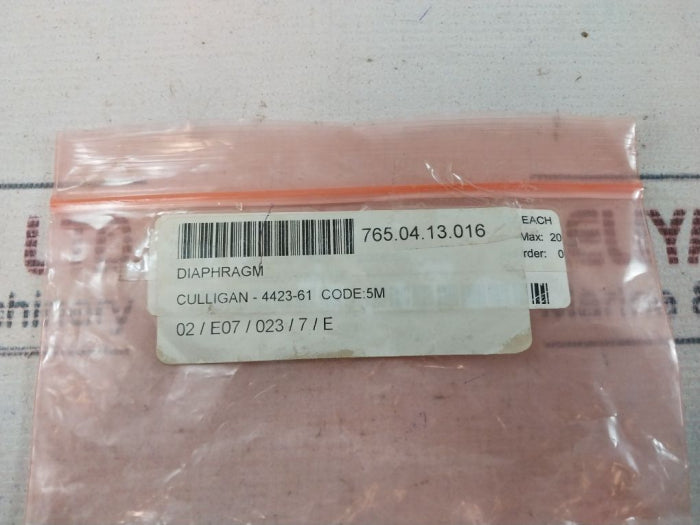 765.04.13.016
DIAPHRAGM
CULLIGAN - 4423-61 CODE:5M
02 / E07 / 023 / 7 / E
EACH
Max: 20
rder: 0